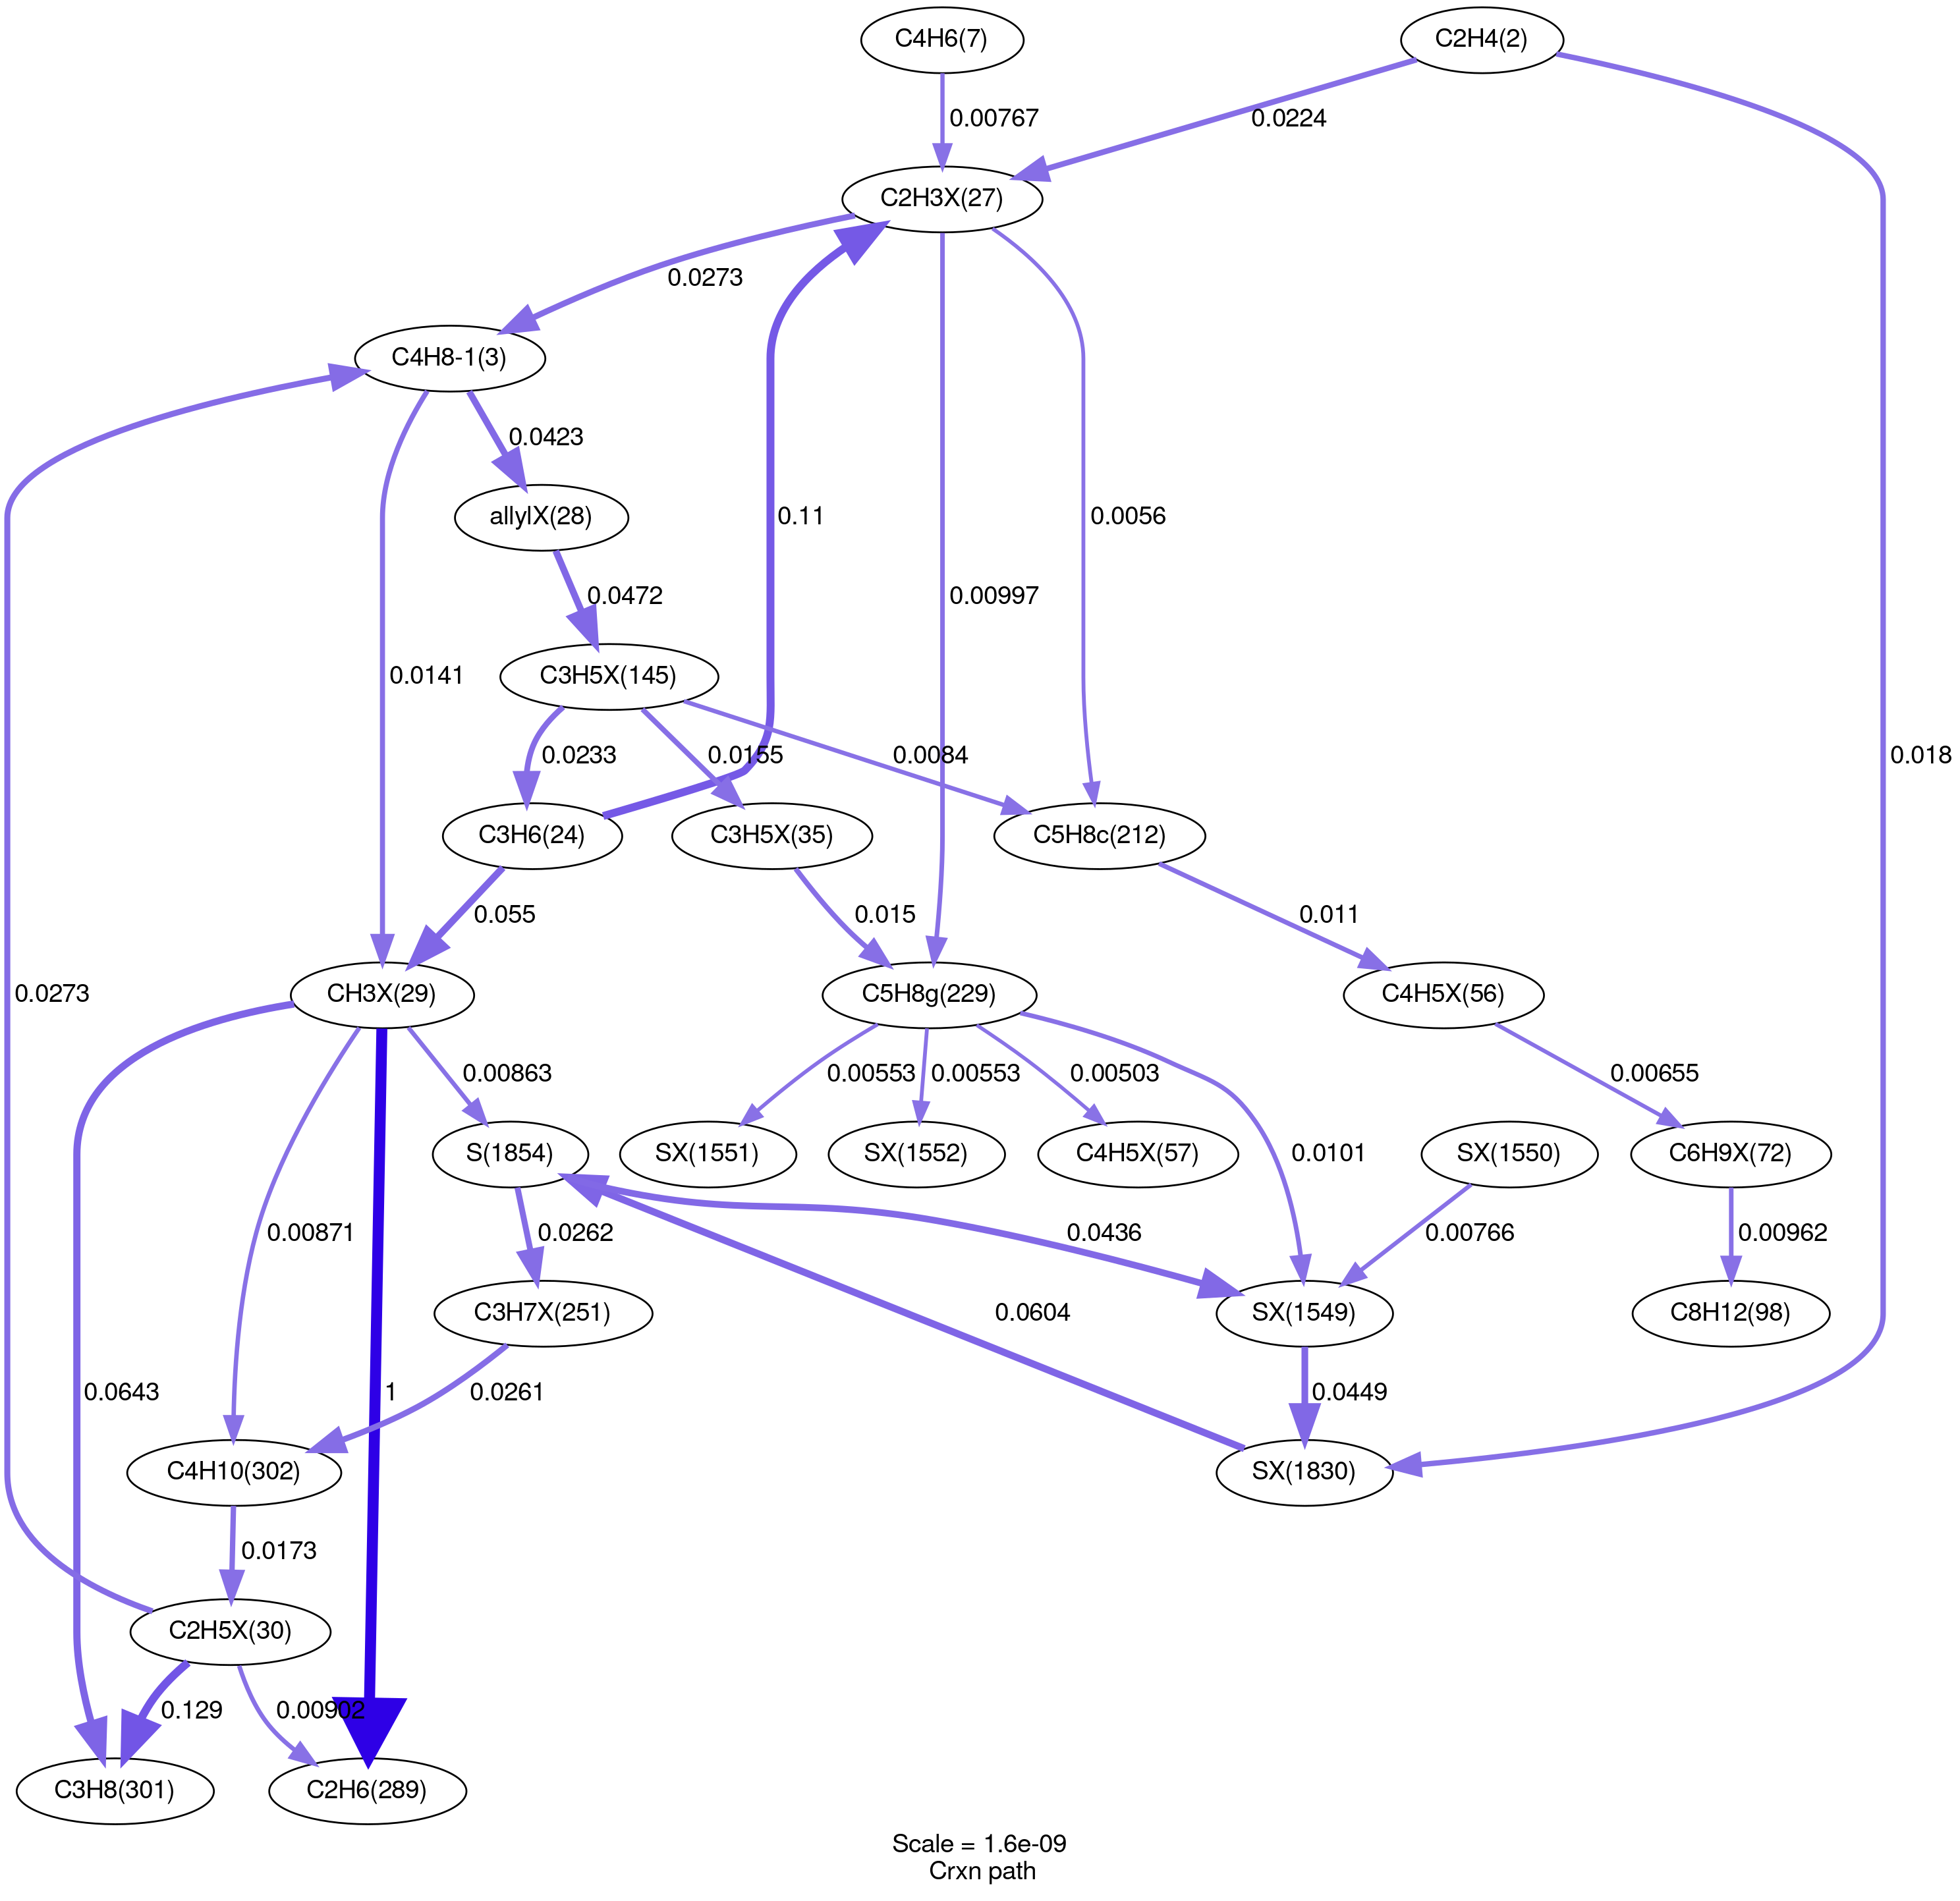 C4H6(7)
C2H4(2)
0.00767
0.0224
C2H3X(27)
0.0273
C4H8-1(3)
0.0423
allylX(28)
0.11
0.0056
0.0472
0.00997
C3H5X(145)
0.0141
0.0233
0.0155
0.0084
0.018
C3H6(24)
C3H5X(35)
C5H8c(212)
0.055
0.015
0.011
0.0273
CH3X(29)
C5H8g(229)
C4H5X(56)
0.00863
0.00553
0.00553
0.00503
0.00655
S(1854)
SX(1551)
SX(1552)
C4H5X(57)
0.0101
SX(1550)
C6H9X(72)
0.00871
0.0262
0.0436
0.00766
0.00962
C3H7X(251)
0.0604
SX(1549)
C8H12(98)
0.0643
1
0.0261
0.0449
C4H10(302)
SX(1830)
0.0173
C2H5X(30)
0.129
0.00902
C3H8(301)
C2H6(289)
Scale = 1.6e-09
Crxn path